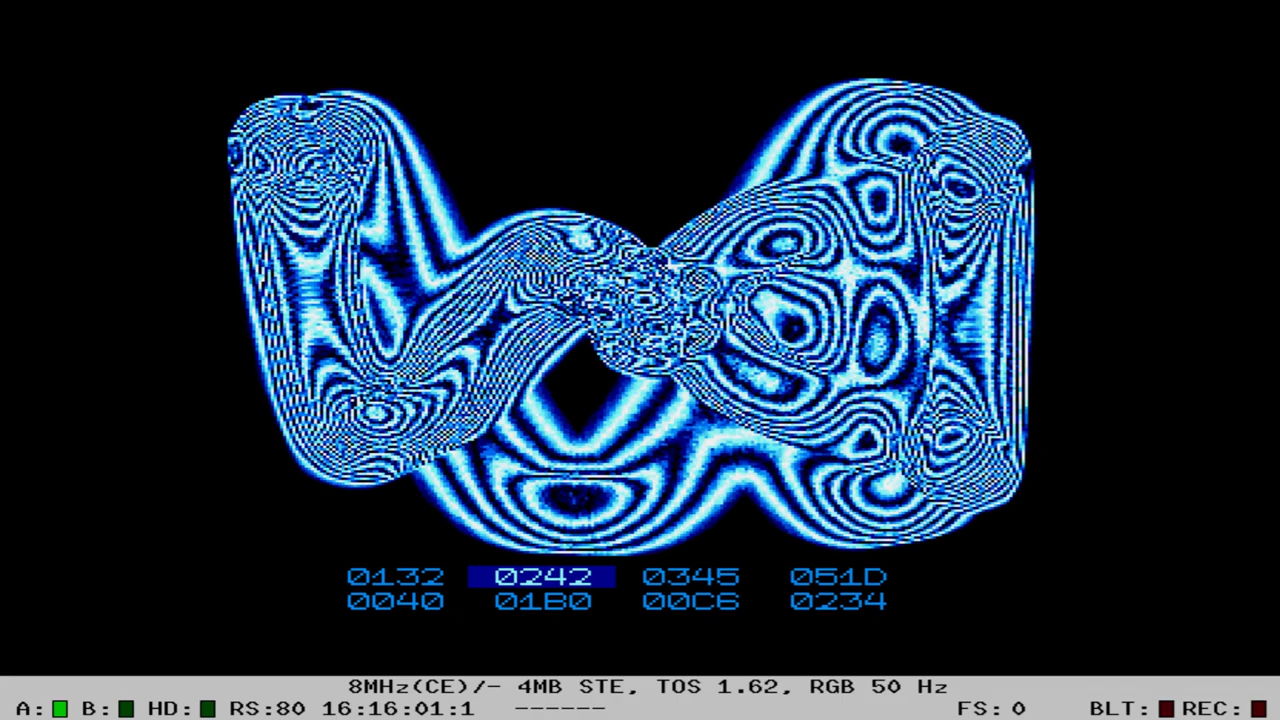 0132 0242 0345 051D
0040 01B0 00C6 0234
8MHz(CE)/- 4MB STE, TOS 1.62, RGB 50 Hz
A: B: HD: RS:80 16:16:01:1 ------ FS: 0 BLT: REC: